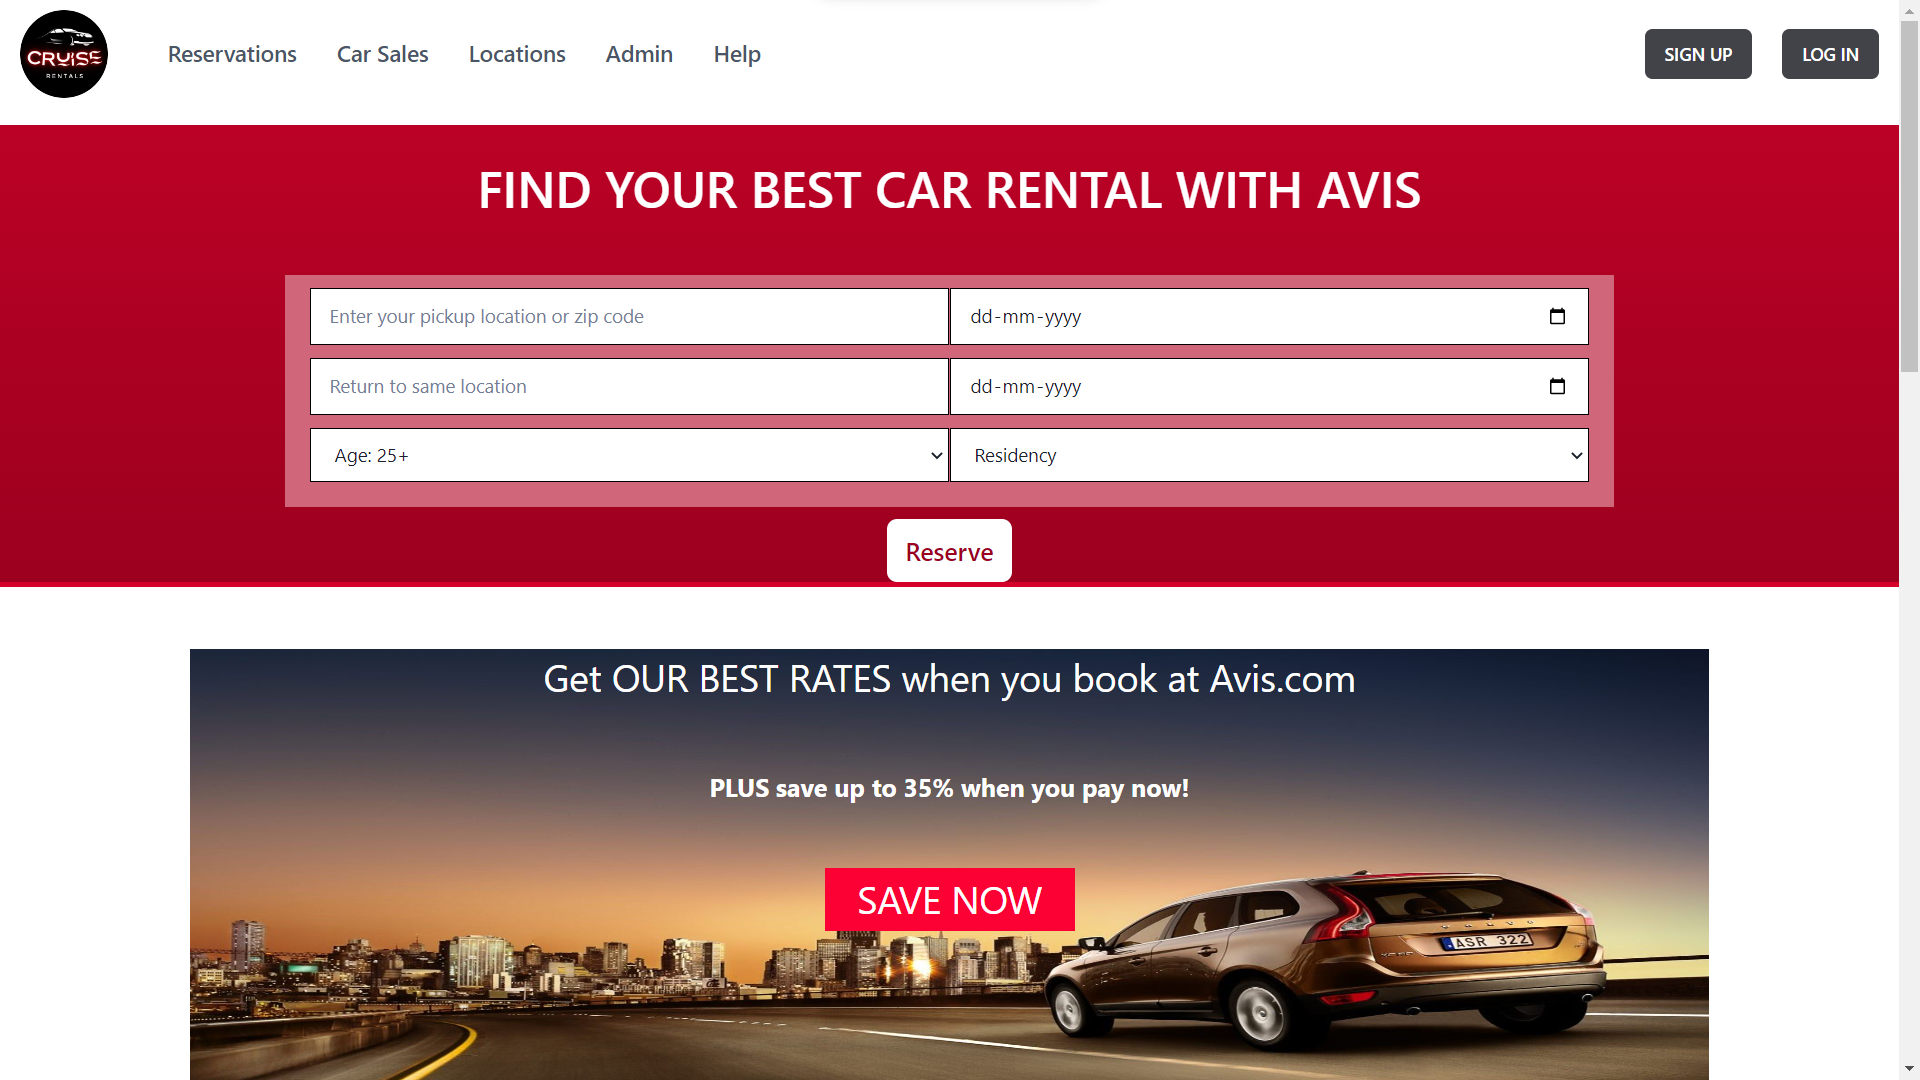 CRUISE
RENTALS
Reservations
Car Sales
Locations
Admin
Help
SIGN UP
LOG IN
FIND YOUR BEST CAR RENTAL WITH AVIS
Enter your pickup location or zip code
dd-mm-yyyy
Return to same location
dd-mm-yyyy
Age: 25+
Residency
Reserve
Get OUR BEST RATES when you book at Avis.com
PLUS save up to 35% when you pay now!
SAVE NOW
VOLVO
ASR 322